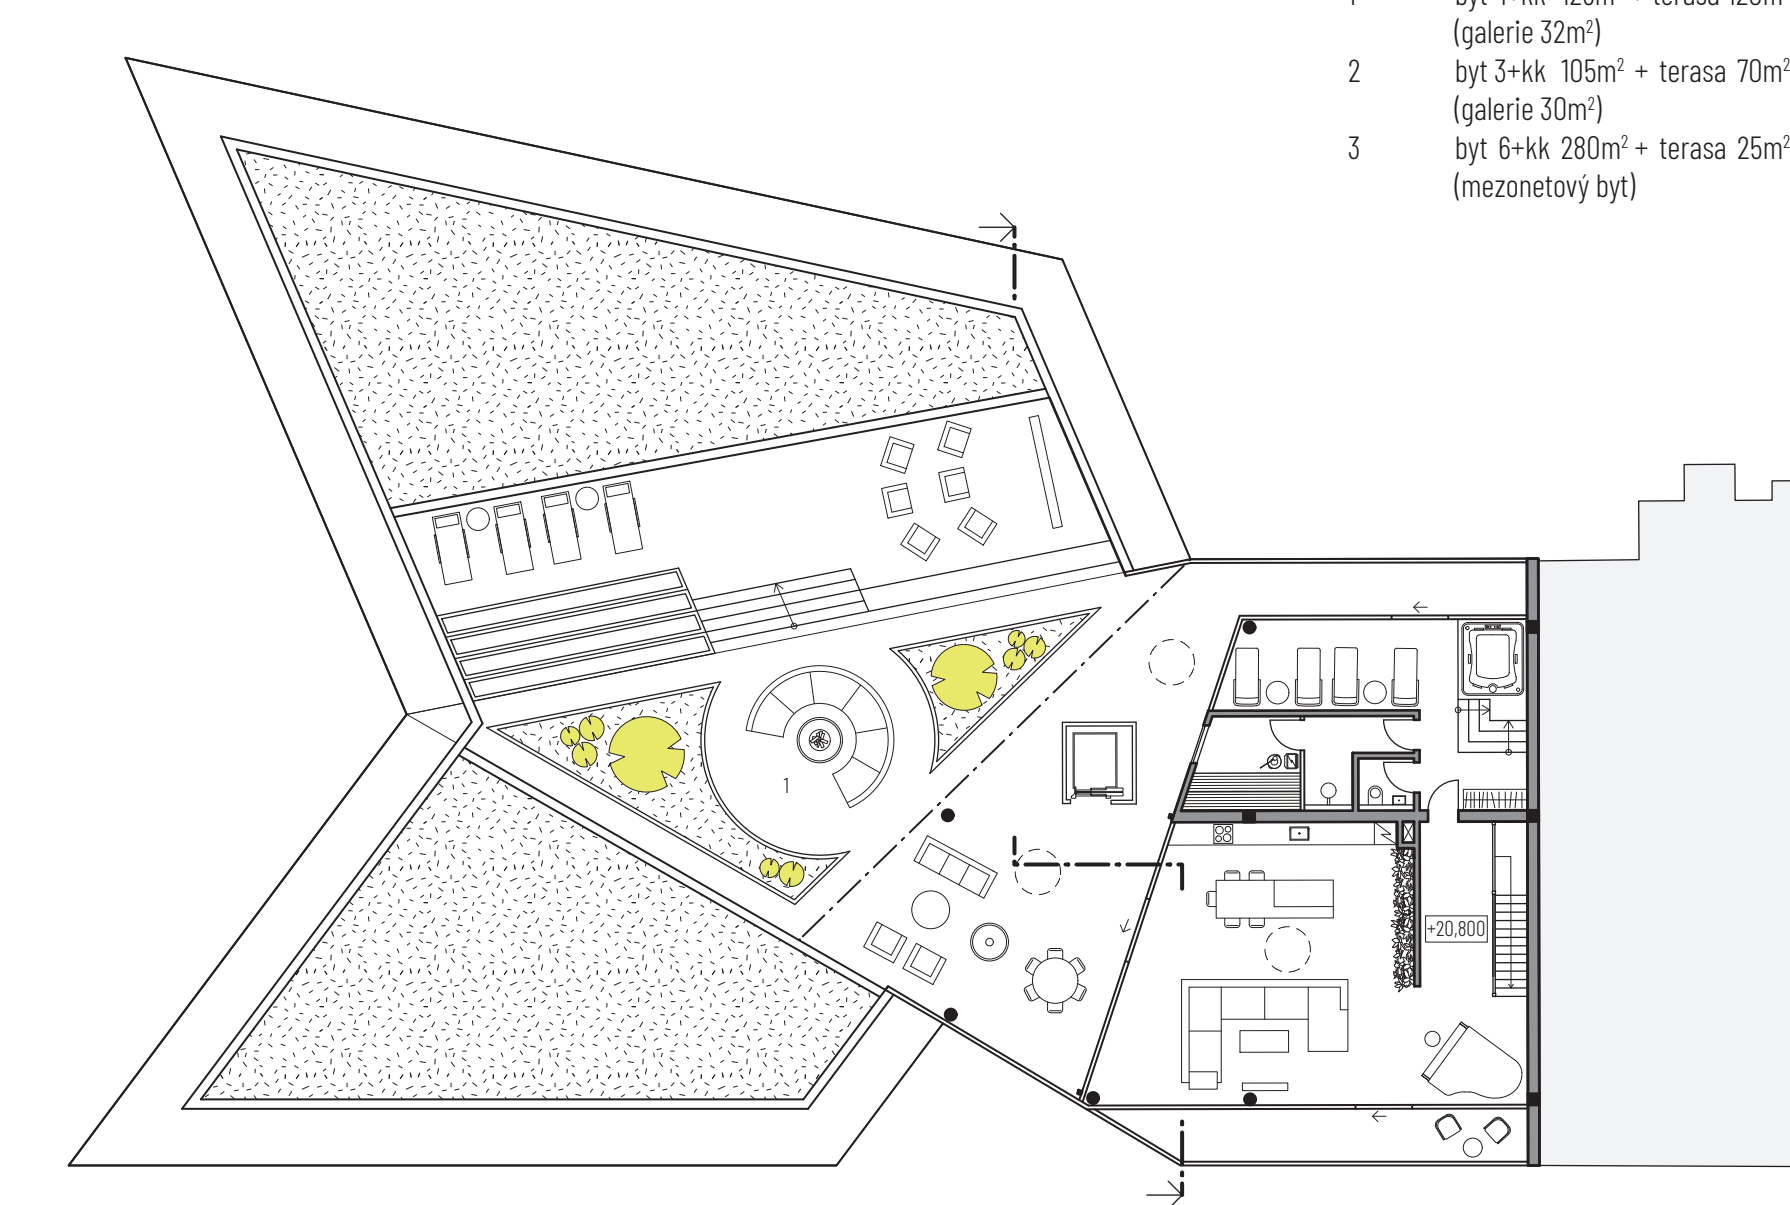 (galerie 32m²)
2 byt 3+kk 105m² + terasa 70m²
(galerie 30m²)
3 byt 6+kk 280m² + terasa 25m²
(mezonetový byt)
1
+20,800